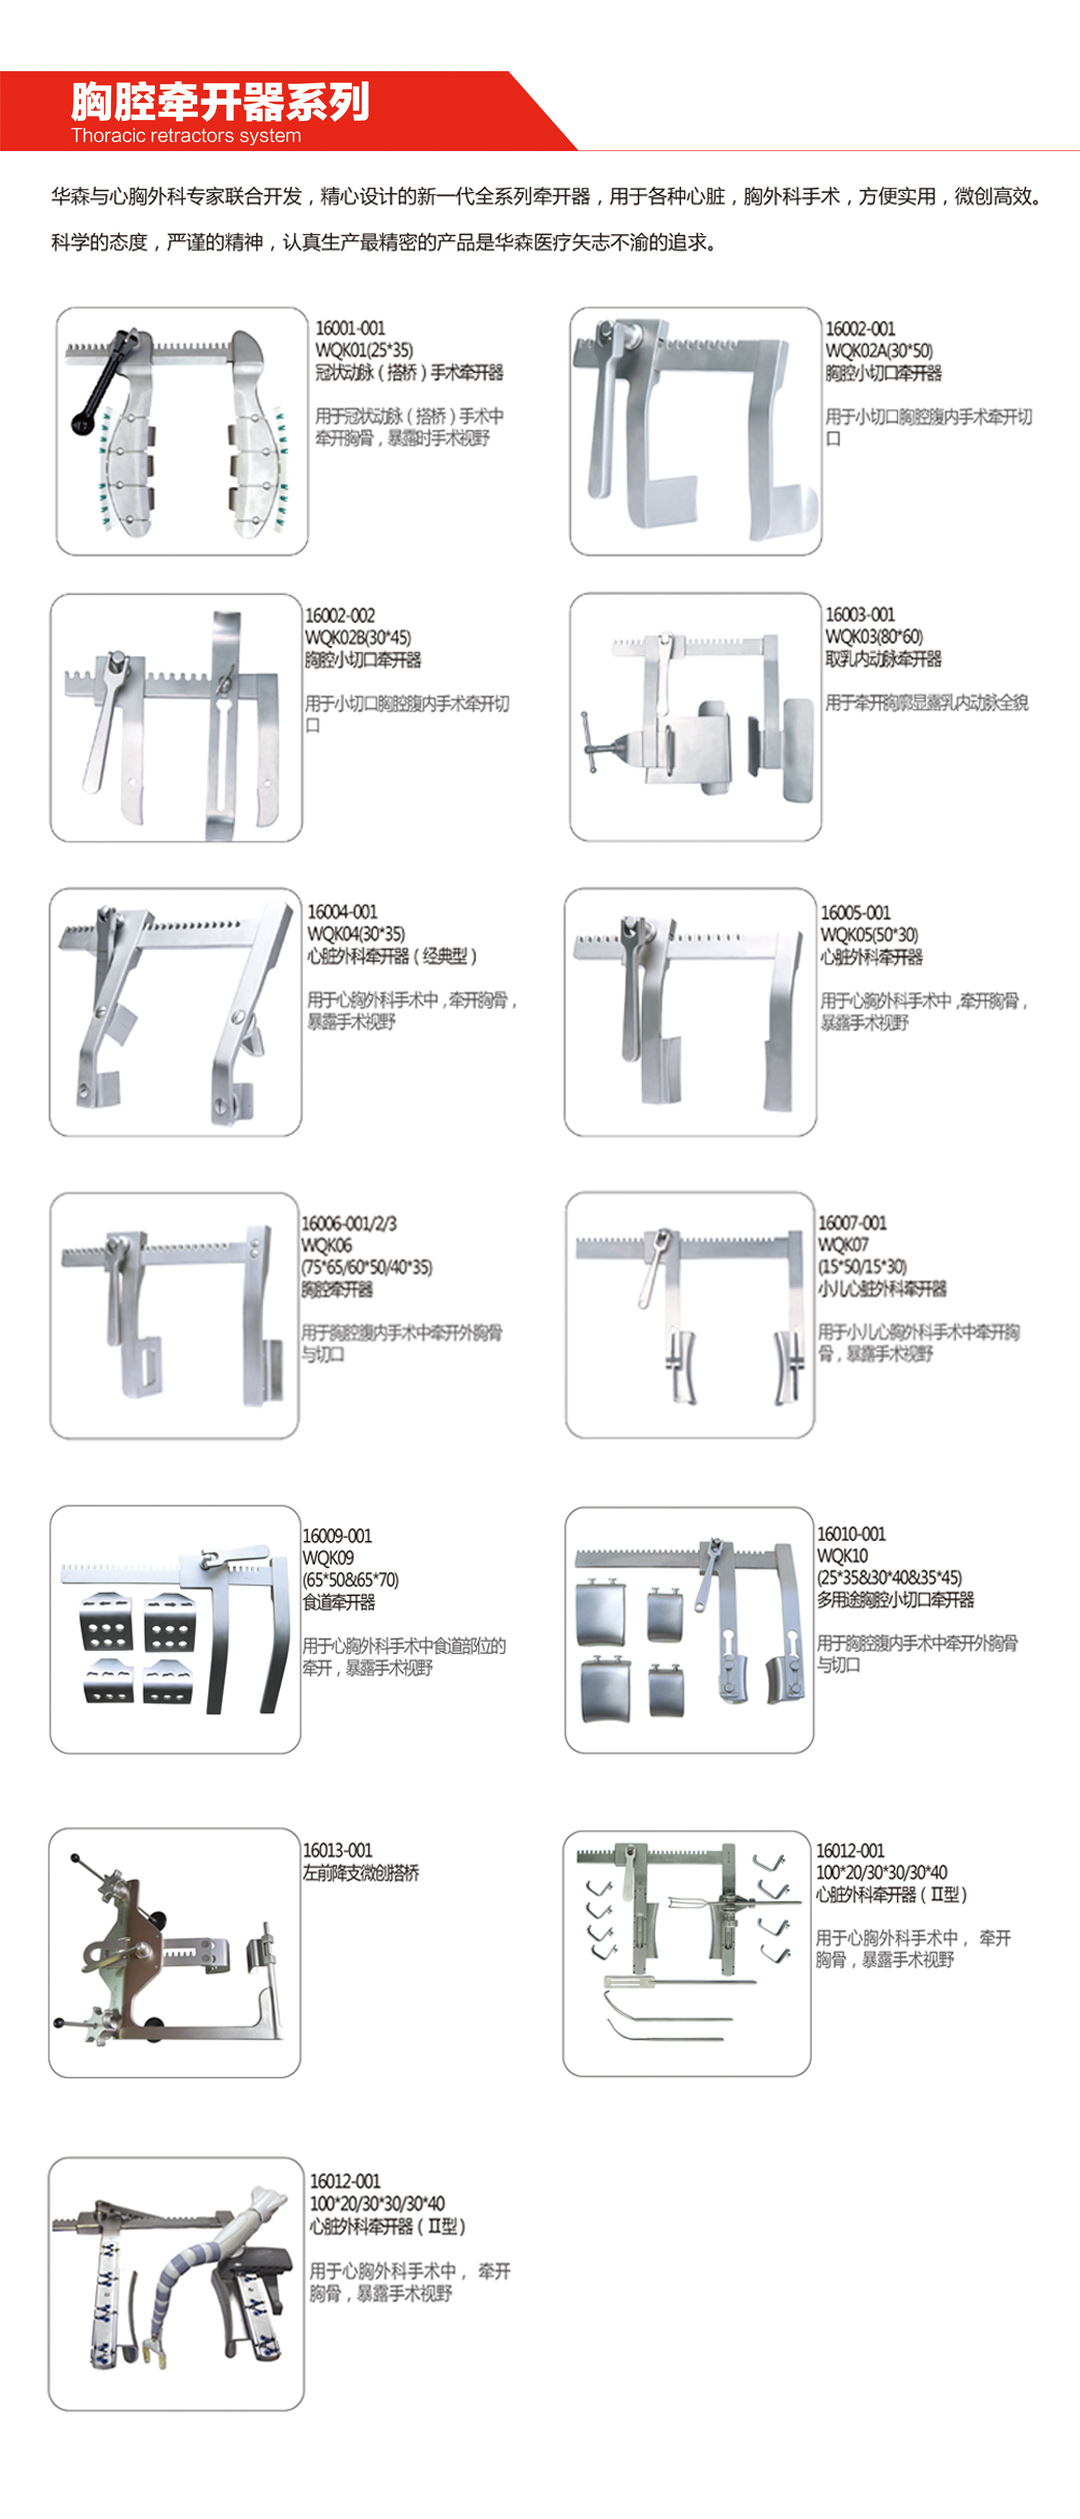 胸腔牵开器系列
Thoracic retractors system
华森与心胸外科专家联合开发，精心设计的新一代全系列牵开器，用于各种心脏，胸外科手术，方便实用，微创高效。
科学的态度，严谨的精神，认真生产最精密的产品是华森医疗矢志不渝的追求。
16001-001
WQK01(25*35)
冠状动脉（搭桥）手术牵开器
用于冠状动脉（搭桥）手术中
牵开胸骨，暴露时手术视野
16002-001
WQK02A(30*50)
胸腔小切口牵开器
用于小切口胸腔腹内手术牵开切
口
16002-002
WQK02B(30*45)
胸腔小切口牵开器
用于小切口胸腔腹内手术牵开切
口
16003-001
WQK03(80*60)
取乳内动脉牵开器
用于牵开胸廓显露乳内动脉全貌
16004-001
WQK04(30*35)
心脏外科牵开器（经典型）
用于心胸外科手术中，牵开胸骨，
暴露手术视野
16005-001
WQK05(50*30)
心脏外科牵开器
用于心胸外科手术中，牵开胸骨，
暴露手术视野
16006-001/2/3
WQK06
(75*65/60*50/40*35)
胸腔牵开器
用于胸腔腹内手术中牵开外胸骨
与切口
16007-001
WQK07
(15*50/15*30)
小儿心脏外科牵开器
用于小儿心胸外科手术中牵开胸
骨，暴露手术视野
16009-001
WQK09
(65*50&65*70)
食道牵开器
用于心胸外科手术中食道部位的
牵开，暴露手术视野
16010-001
WQK10
(25*35&30*40&35*45)
多用途胸腔小切口牵开器
用于胸腔腹内手术中牵开外胸骨
与切口
16013-001
左前降支微创搭桥
16012-001
100*20/30*30/30*40
心脏外科牵开器（Ⅱ型）
用于心胸外科手术中， 牵开
胸骨，暴露手术视野
16012-001
100*20/30*30/30*40
心脏外科牵开器（Ⅱ型）
用于心胸外科手术中， 牵开
胸骨，暴露手术视野